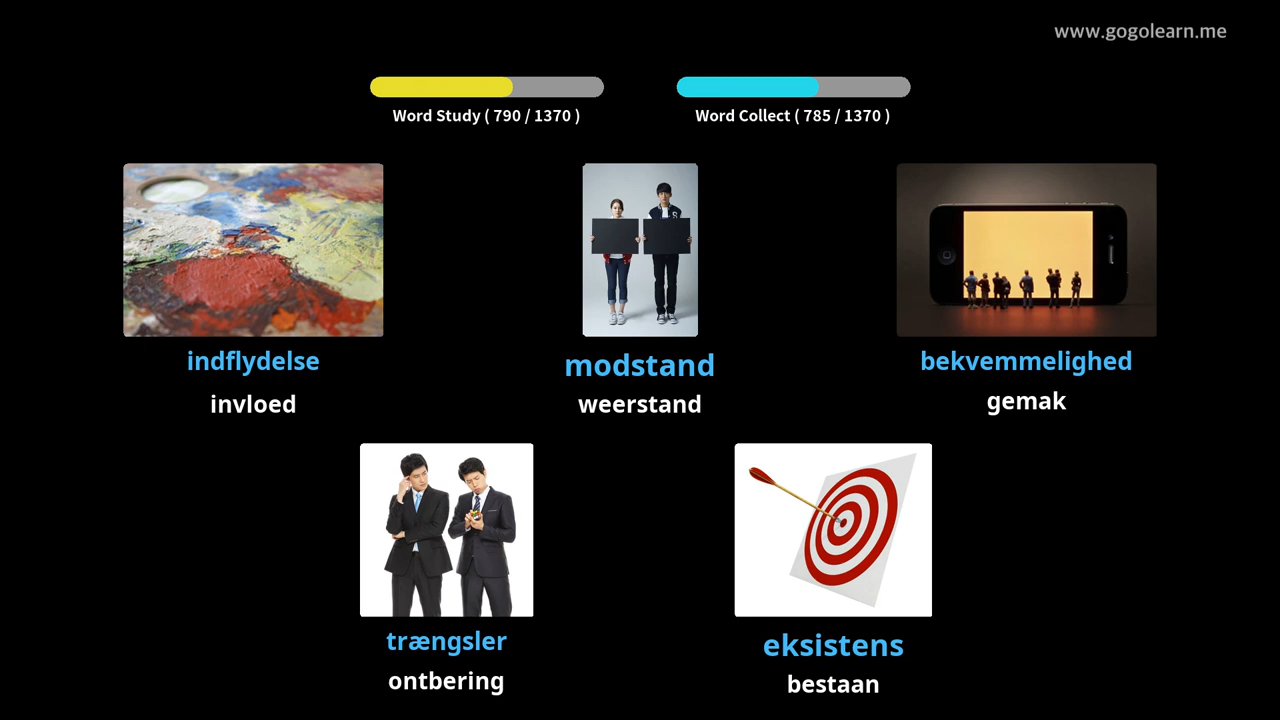 www.gogolearn.me
Word Study ( 790 / 1370 )
Word Collect ( 785 / 1370 )
indflydelse
invloed
modstand
weerstand
bekvemmelighed
gemak
trængsler
ontbering
eksistens
bestaan